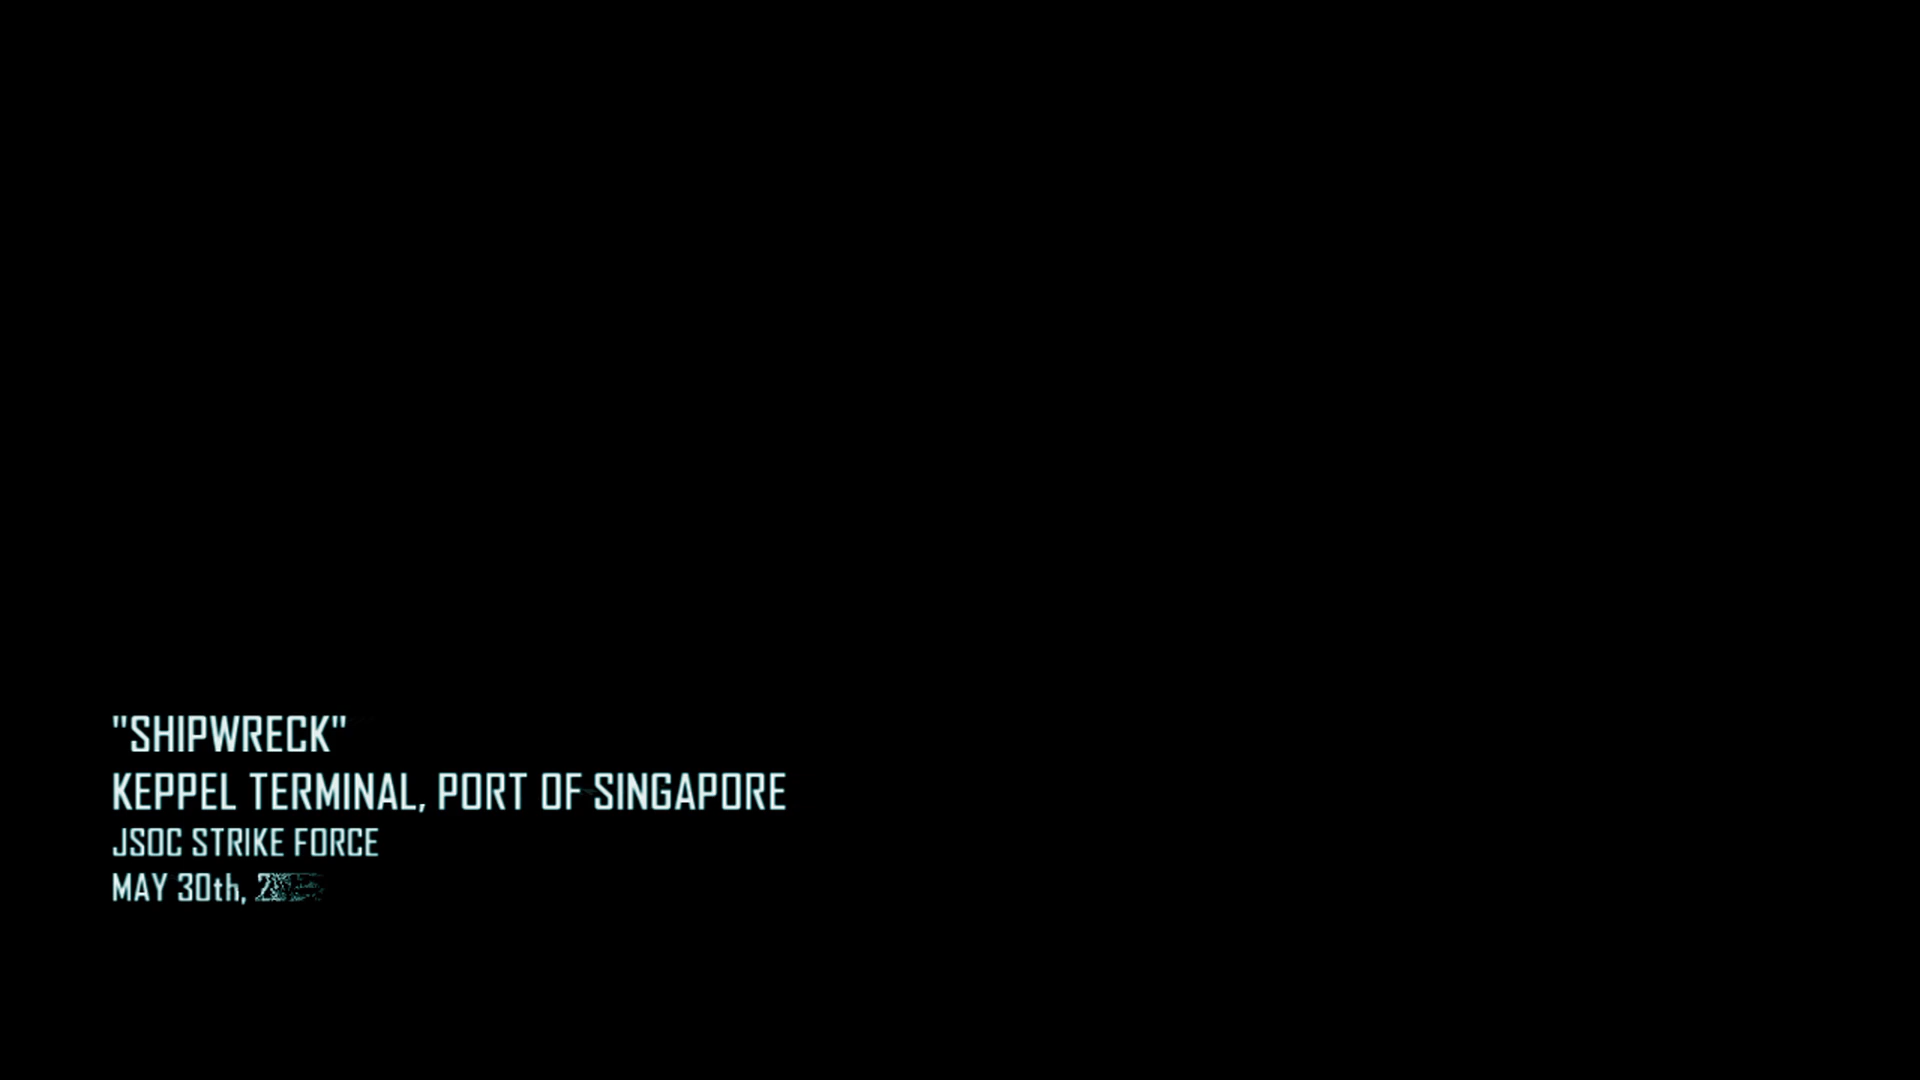 "SHIPWRECK"
KEPPEL TERMINAL, PORT OF SINGAPORE
JSOC STRIKE FORCE
MAY 30th,